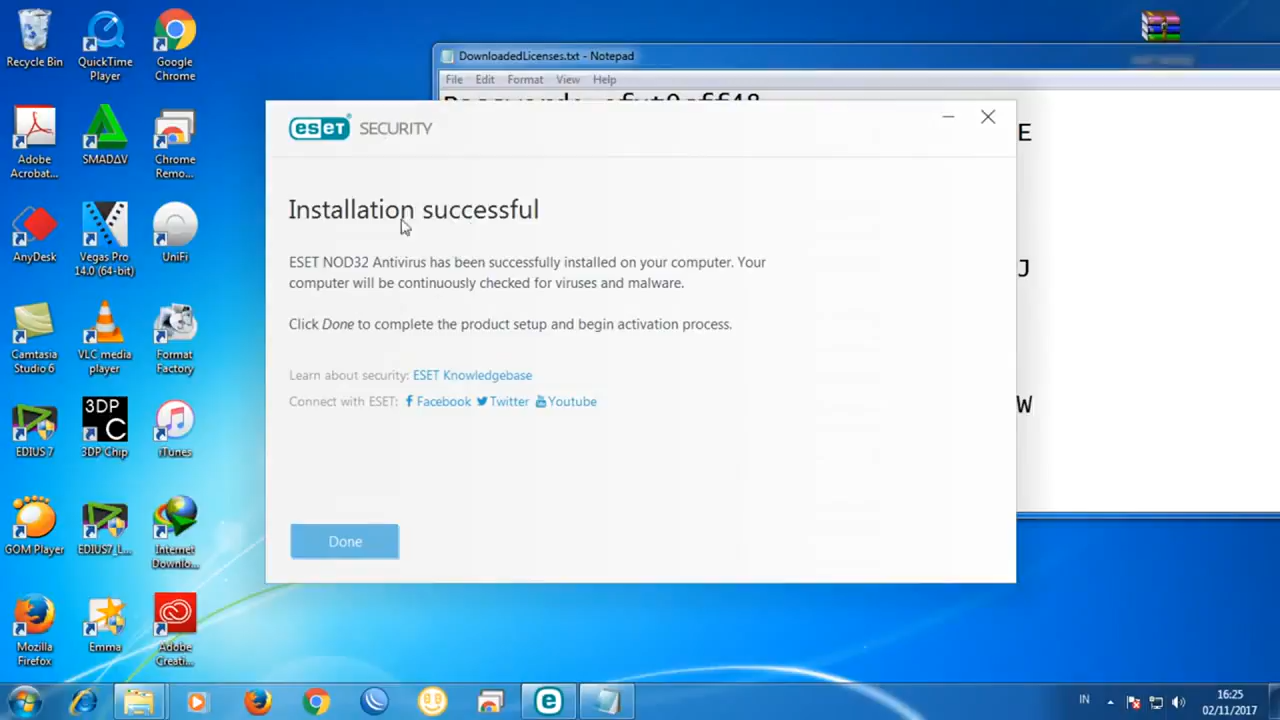 Recycle Bin
QuickTime
Player
Google
Chrome
Adobe
Acrobat...
SMADΔV
Chrome
Remo...
AnyDesk
Vegas Pro
14.0 (64-bit)
UniFi
Camtasia
Studio 6
VLC media
player
Format
Factory
EDIUS 7
3DP
C
3DP Chip
iTunes
GOM Player
EDIUS7_L...
Internet
Downlo...
Mozilla
Firefox
Emma
Adobe
Creati...
DownloadedLicenses.txt - Notepad
File Edit Format View Help
E
J
W
eset SECURITY
Installation successful
ESET NOD32 Antivirus has been successfully installed on your computer. Your
computer will be continuously checked for viruses and malware.
Click Done to complete the product setup and begin activation process.
Learn about security: ESET Knowledgebase
Connect with ESET: Facebook Twitter Youtube
Done
IN
16:25
02/11/2017